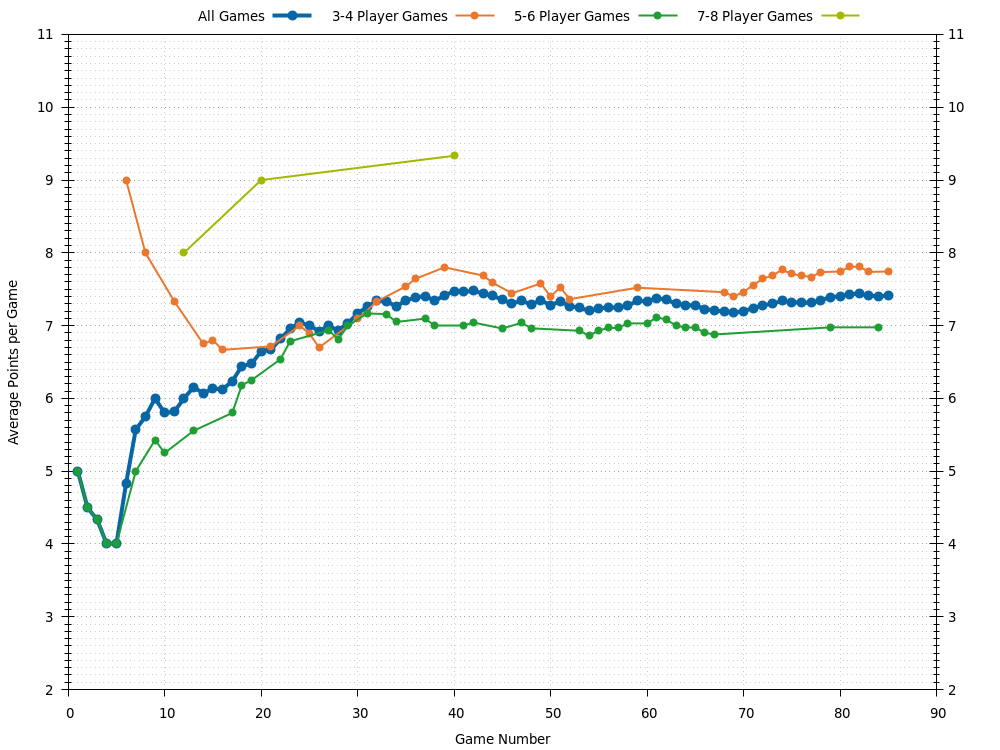 All Games 3-4 Player Games 5-6 Player Games 7-8 Player Games
11 11
10 10
9 9
8 8
7 7
6 6
5 5
4 4
3 3
2 2
Average Points per Game
0 10 20 30 40 50 60 70 80 90
Game Number